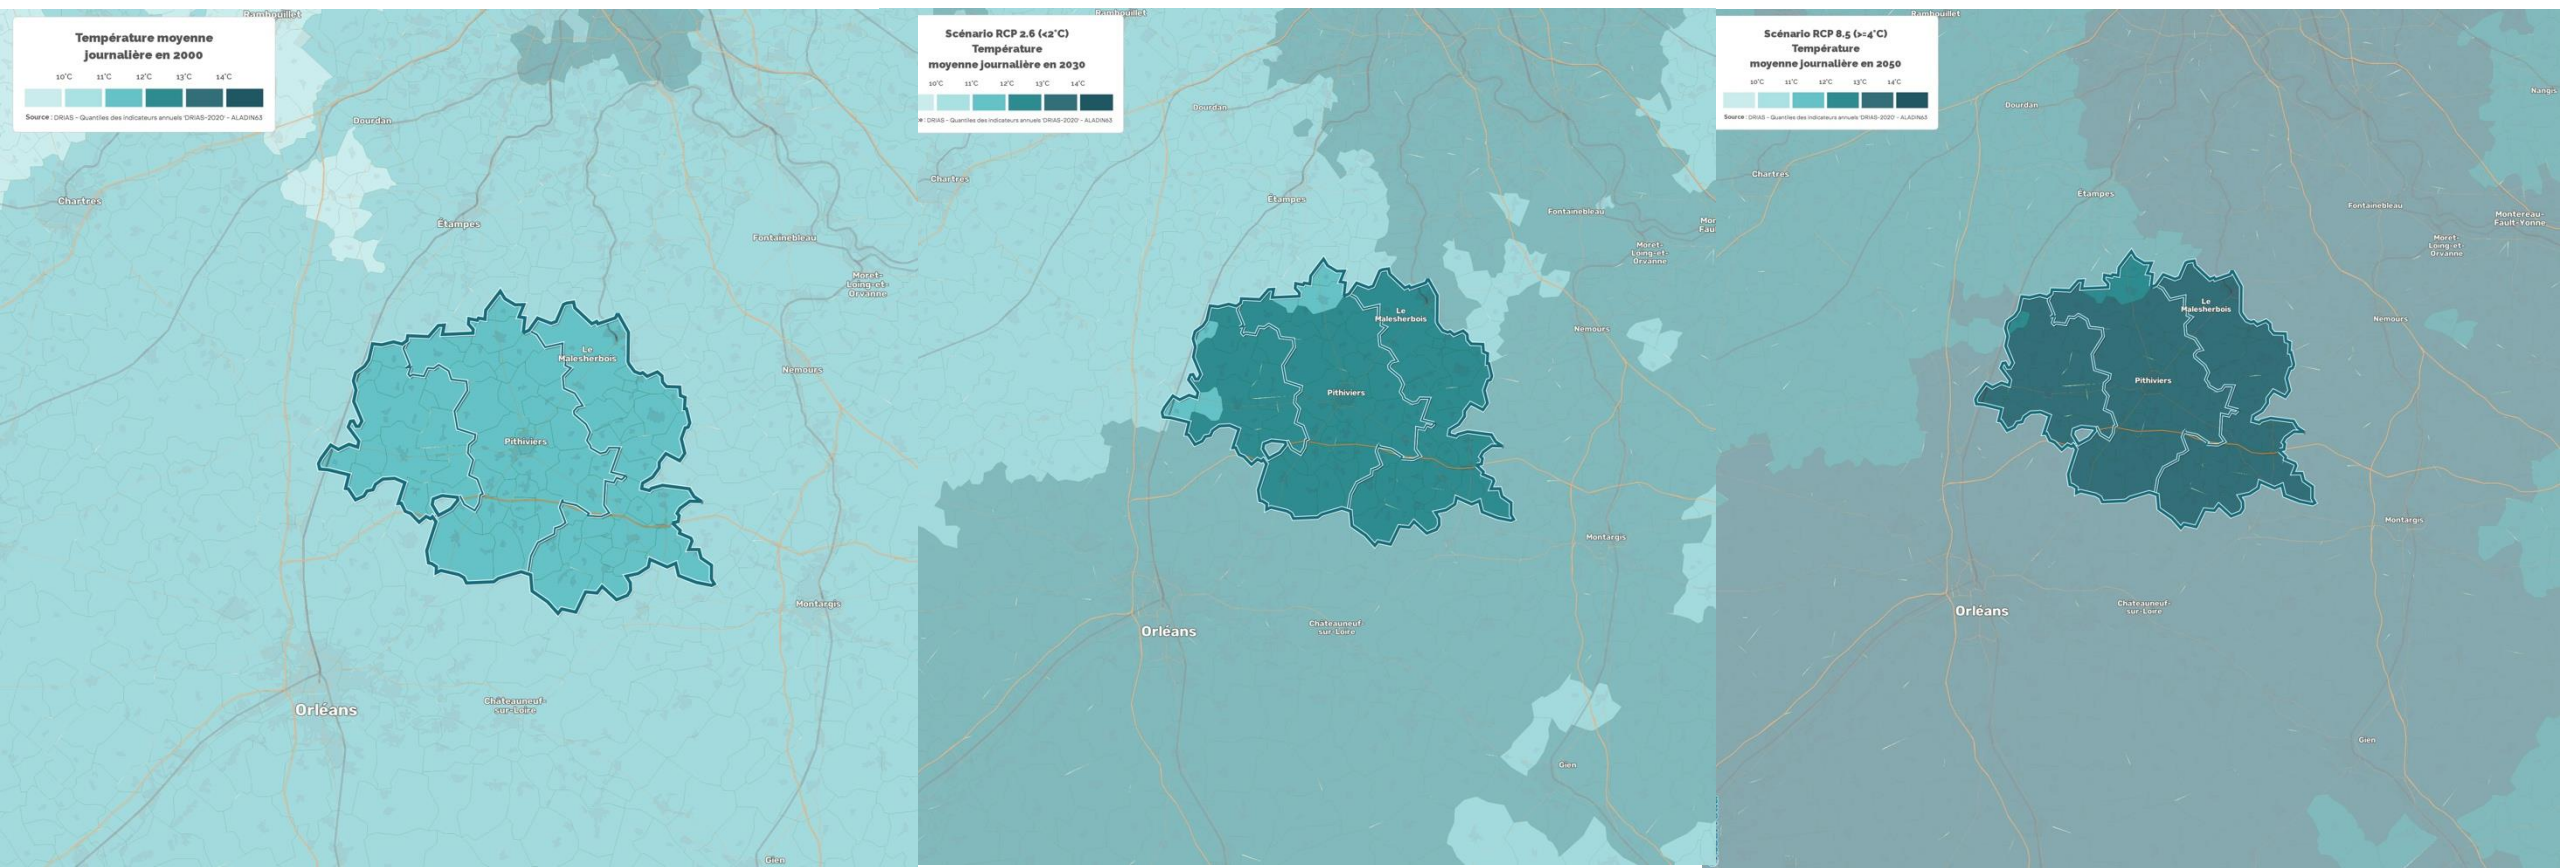 Rambouillet
Température moyenne
journalière en 2000
10°C 11°C 12°C 13°C 14°C
Source : DRIAS - Quantiles des indicateurs annuels 'DRIAS-2020' - ALADIN63
Dourdan
Chartres
Étampes
Fontainebleau
Moret-
Loing-et-
Orvanne
Le
Malesherbois
Nemours
Pithiviers
Montargis
Orléans
Châteauneuf-
sur-Loire
Gien
Rambouillet
Scénario RCP 2.6 (<2°C)
Température
moyenne journalière en 2030
10°C 11°C 12°C 13°C 14°C
: DRIAS - Quantiles des indicateurs annuels 'DRIAS-2020' - ALADIN63
Dourdan
Chartres
Étampes
Fontainebleau
Mor
Fau
Moret-
Loing-et-
Orvanne
Le
Malesherbois
Nemours
Pithiviers
Montargis
Orléans
Châteauneuf-
sur-Loire
Gien
Rambouillet
Scénario RCP 8.5 (>=4°C)
Température
moyenne journalière en 2050
10°C 11°C 12°C 13°C 14°C
Source : DRIAS - Quantiles des indicateurs annuels 'DRIAS-2020' - ALADIN63
Nangis
Dourdan
Chartres
Étampes
Fontainebleau
Montereau-
Fault-Yonne
Moret-
Loing-et-
Orvanne
Le
Malesherbois
Nemours
Pithiviers
Montargis
Orléans
Châteauneuf-
sur-Loire
Gien